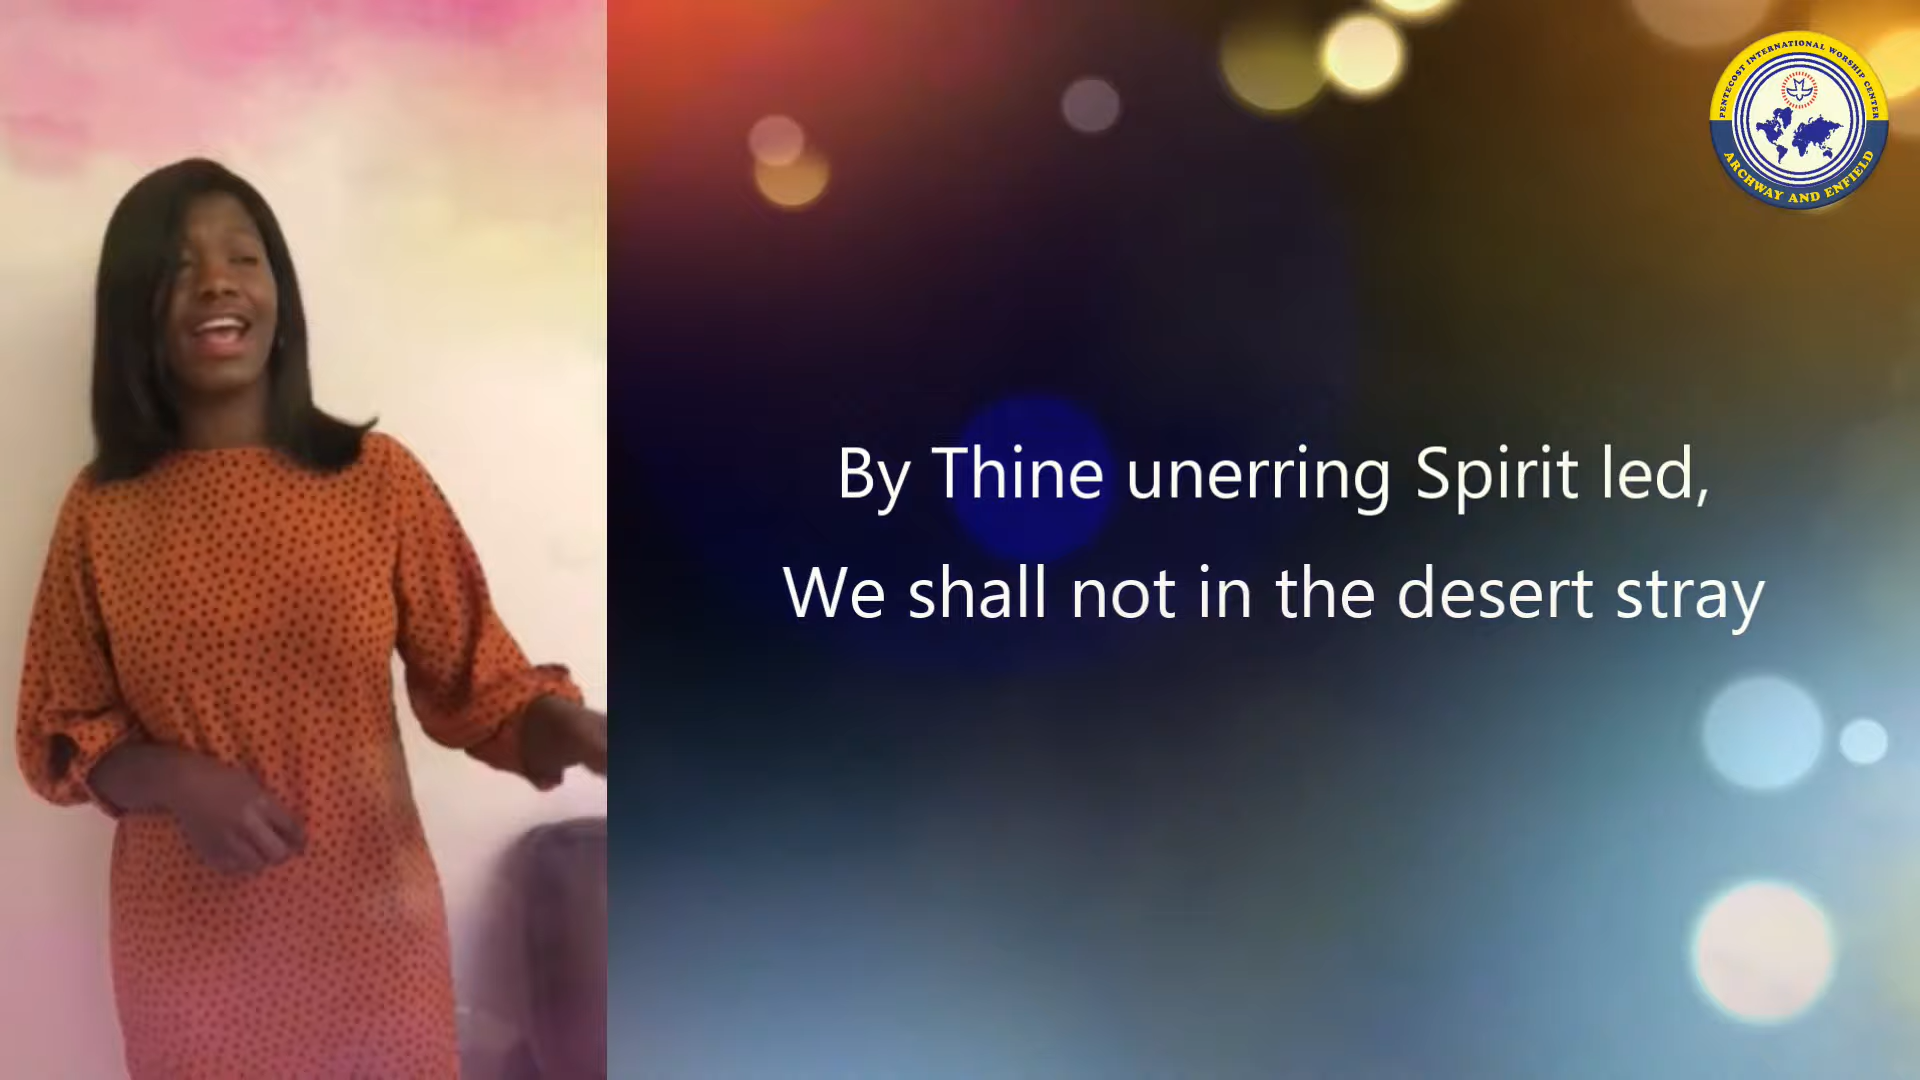 PENTECOST INTERNATIONAL WORSHIP CENTER
ARCHWAY AND ENFIELD
By Thine unerring Spirit led,
We shall not in the desert stray